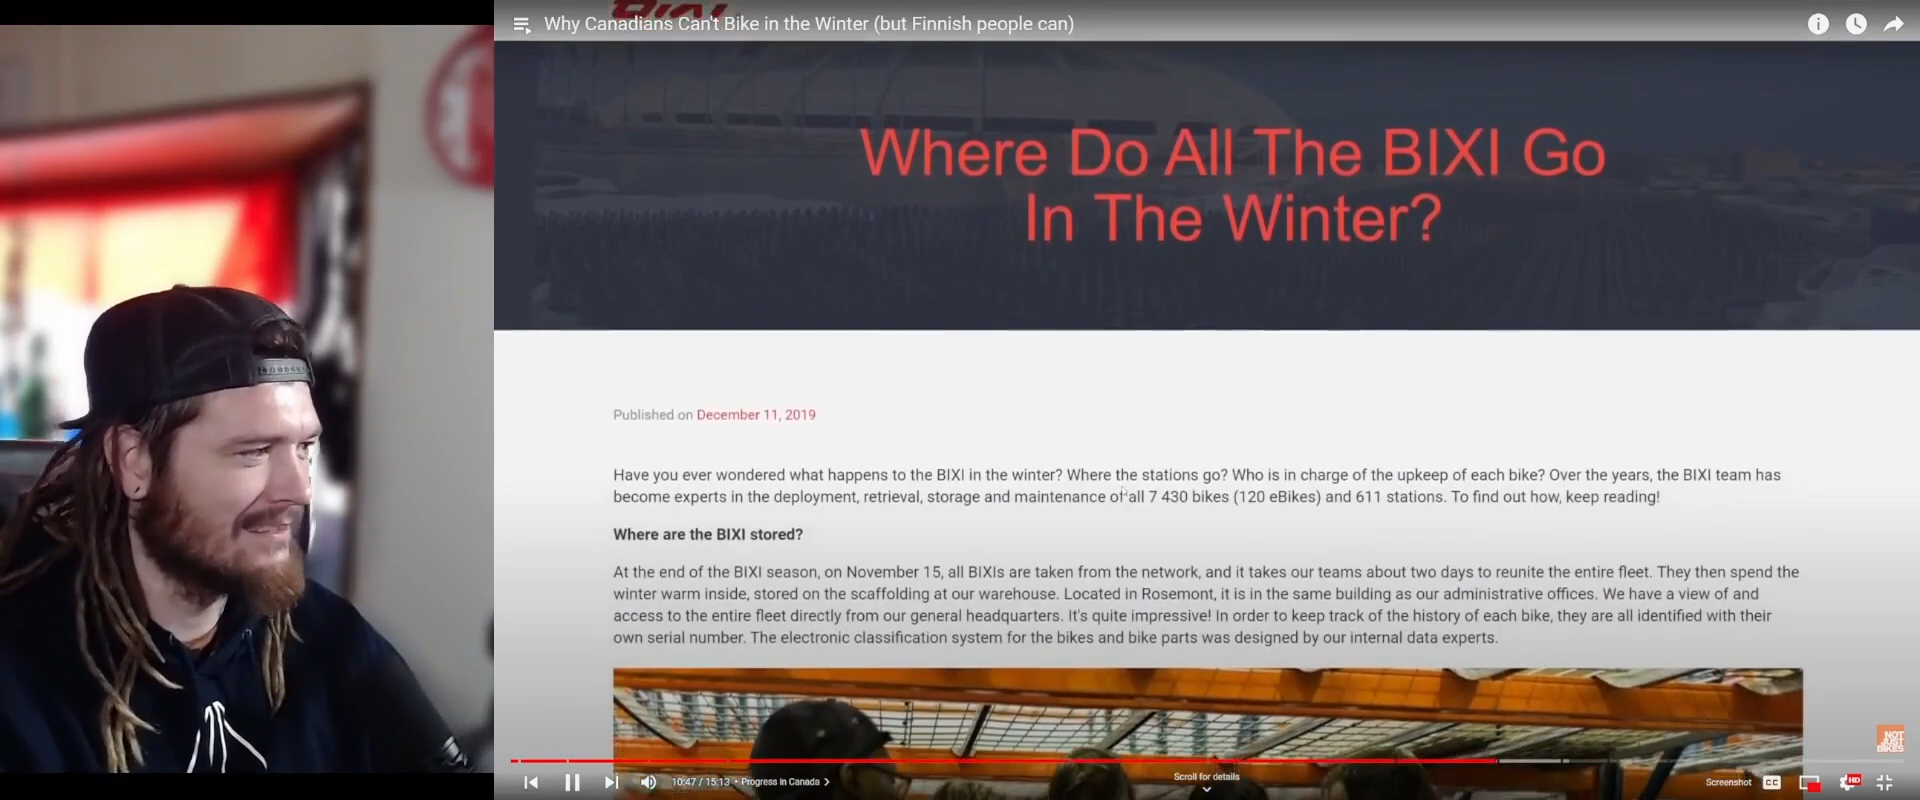 Why Canadians Can't Bike in the Winter (but Finnish people can)
Where Do All The BIXI Go
In The Winter?
Published on December 11, 2019
Have you ever wondered what happens to the BIXI in the winter? Where the stations go? Who is in charge of the upkeep of each bike? Over the years, the BIXI team has
become experts in the deployment, retrieval, storage and maintenance of all 7 430 bikes (120 eBikes) and 611 stations. To find out how, keep reading!
Where are the BIXI stored?
At the end of the BIXI season, on November 15, all BIXIs are taken from the network, and it takes our teams about two days to reunite the entire fleet. They then spend the
winter warm inside, stored on the scaffolding at our warehouse. Located in Rosemont, it is in the same building as our administrative offices. We have a view of and
access to the entire fleet directly from our general headquarters. It's quite impressive! In order to keep track of the history of each bike, they are all identified with their
own serial number. The electronic classification system for the bikes and bike parts was designed by our internal data experts.
NOT
JUST
BIKES
10:47 / 15:13 • Progress in Canada
Scroll for details
Screenshot
CC
HD